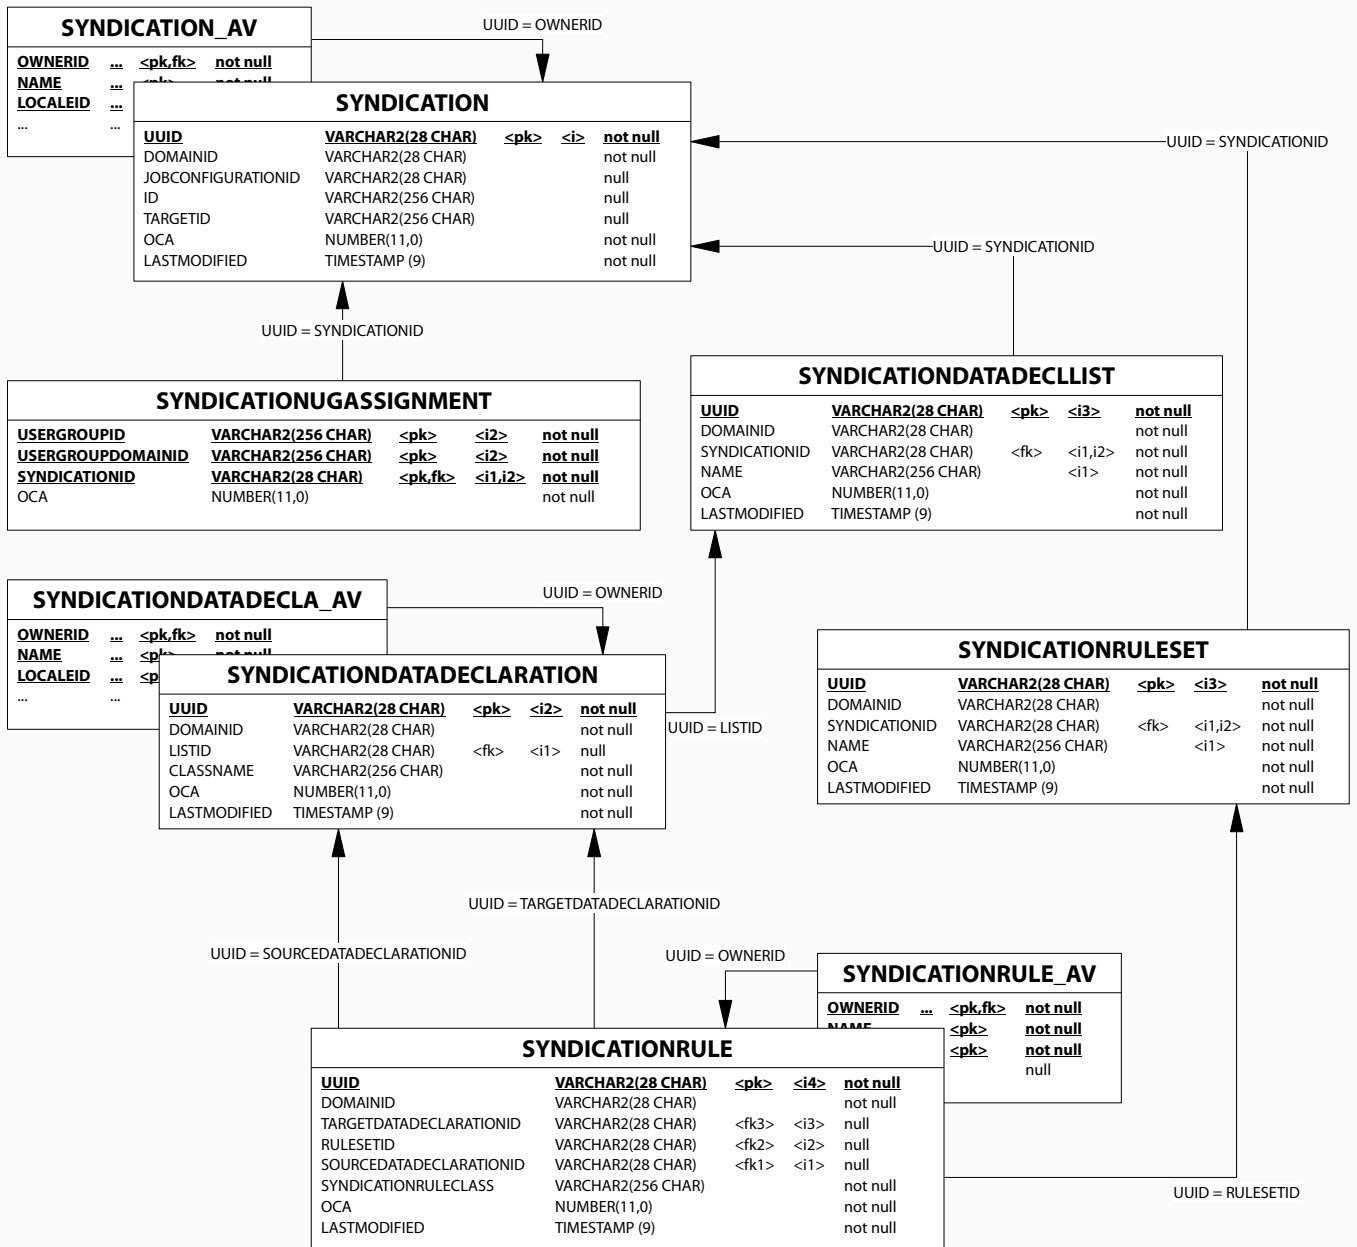 SYNDICATION_AV
UUID = OWNERID
OWNERID ... <pk,fk> not null
NAME ...
LOCALEID ...
... ...
SYNDICATION
UUID VARCHAR2(28 CHAR) <pk> <i> not null
DOMAINID VARCHAR2(28 CHAR) not null
JOBCONFIGURATIONID VARCHAR2(28 CHAR) null
ID VARCHAR2(256 CHAR) null
TARGETID VARCHAR2(256 CHAR) null
OCA NUMBER(11,0) not null
LASTMODIFIED TIMESTAMP (9) not null
UUID = SYNDICATIONID
UUID = SYNDICATIONID
UUID = SYNDICATIONID
SYNDICATIONUGASSIGNMENT
USERGROUPID VARCHAR2(256 CHAR) <pk> <i2> not null
USERGROUPDOMAINID VARCHAR2(256 CHAR) <pk> <i2> not null
SYNDICATIONID VARCHAR2(28 CHAR) <pk,fk> <i1,i2> not null
OCA NUMBER(11,0) not null
SYNDICATIONDATADECLLIST
UUID VARCHAR2(28 CHAR) <pk> <i3> not null
DOMAINID VARCHAR2(28 CHAR) not null
SYNDICATIONID VARCHAR2(28 CHAR) <fk> <i1,i2> not null
NAME VARCHAR2(256 CHAR) <i1> not null
OCA NUMBER(11,0) not null
LASTMODIFIED TIMESTAMP (9) not null
SYNDICATIONDATADECLA_AV
UUID = OWNERID
OWNERID ... <pk,fk> not null
NAME ... <pk> not null
LOCALEID ...
... ...
SYNDICATIONDATADECLARATION
UUID VARCHAR2(28 CHAR) <pk> <i2> not null
DOMAINID VARCHAR2(28 CHAR) not null
LISTID VARCHAR2(28 CHAR) <fk> <i1> null
CLASSNAME VARCHAR2(256 CHAR) not null
OCA NUMBER(11,0) not null
LASTMODIFIED TIMESTAMP (9) not null
UUID = LISTID
SYNDICATIONRULESET
UUID VARCHAR2(28 CHAR) <pk> <i3> not null
DOMAINID VARCHAR2(28 CHAR) not null
SYNDICATIONID VARCHAR2(28 CHAR) <fk> <i1,i2> not null
NAME VARCHAR2(256 CHAR) <i1> not null
OCA NUMBER(11,0) not null
LASTMODIFIED TIMESTAMP (9) not null
UUID = TARGETDATADECLARATIONID
UUID = SOURCEDATADECLARATIONID
UUID = OWNERID
SYNDICATIONRULE_AV
OWNERID ... <pk,fk> not null
NAME <pk> not null
<pk> not null
null
SYNDICATIONRULE
UUID VARCHAR2(28 CHAR) <pk> <i4> not null
DOMAINID VARCHAR2(28 CHAR) not null
TARGETDATADECLARATIONID VARCHAR2(28 CHAR) <fk3> <i3> null
RULESETID VARCHAR2(28 CHAR) <fk2> <i2> null
SOURCEDATADECLARATIONID VARCHAR2(28 CHAR) <fk1> <i1> null
SYNDICATIONRULECLASS VARCHAR2(256 CHAR) not null
OCA NUMBER(11,0) not null
LASTMODIFIED TIMESTAMP (9) not null
UUID = RULESETID